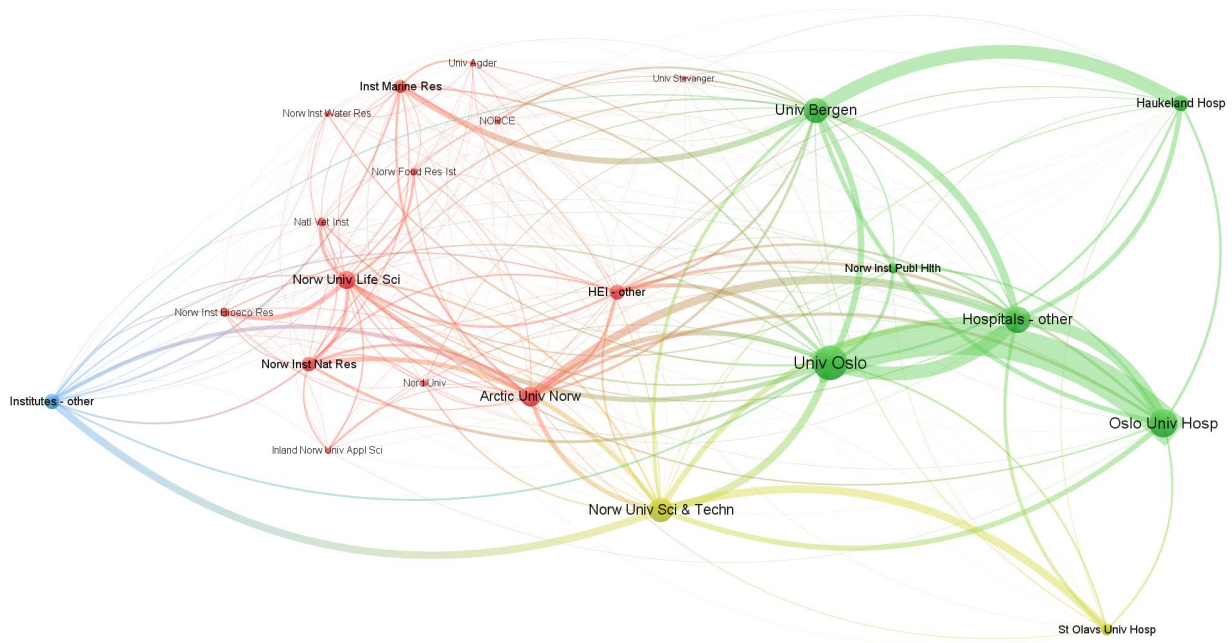 Univ Agder
Univ Stavanger
Inst Marine Res
Haukeland Hosp
Univ Bergen
Norw Inst Water Res
NORCE
Norw Food Res Ist
Natl Vet Inst
Norw Inst Publ Hlth
Norw Univ Life Sci
HEI - other
Norw Inst Bioeco Res
Hospitals - other
Univ Oslo
Norw Inst Nat Res
Nord Univ
Arctic Univ Norw
Institutes - other
Oslo Univ Hosp
Inland Norw Univ Appl Sci
Norw Univ Sci & Techn
St Olavs Univ Hosp